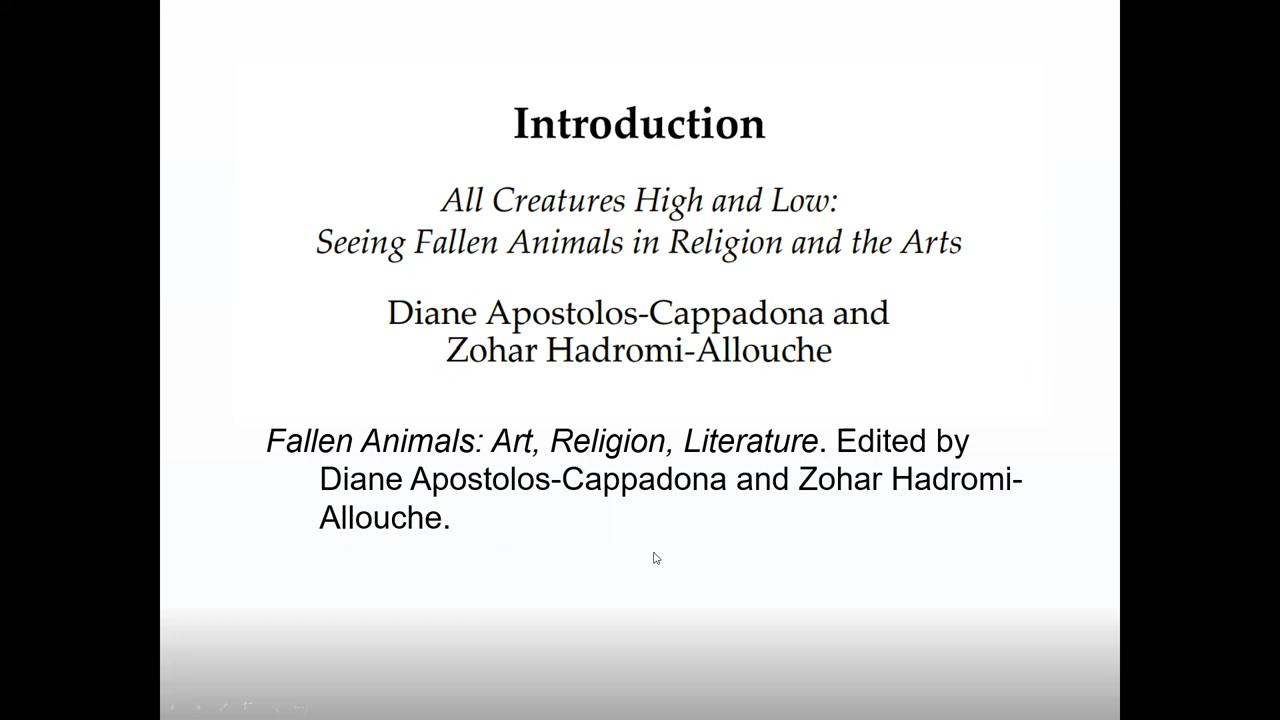 Introduction
All Creatures High and Low:
Seeing Fallen Animals in Religion and the Arts
Diane Apostolos-Cappadona and
Zohar Hadromi-Allouche
Fallen Animals: Art, Religion, Literature. Edited by
Diane Apostolos-Cappadona and Zohar Hadromi-
Allouche.